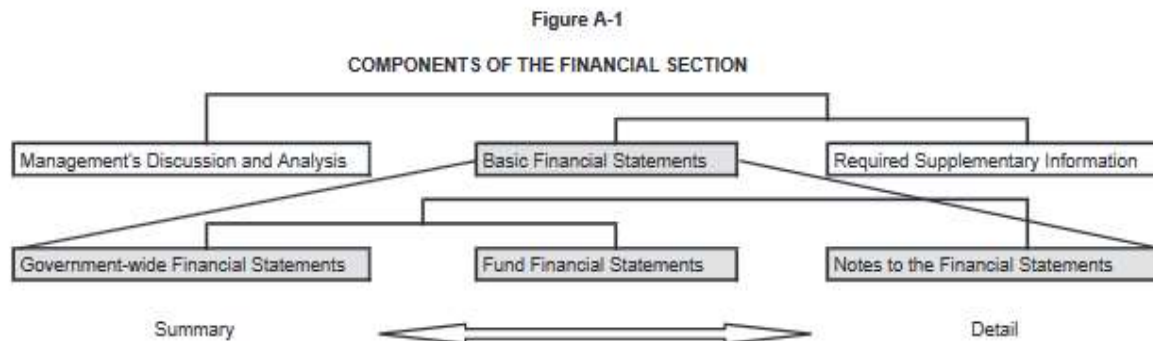 Figure A-1
COMPONENTS OF THE FINANCIAL SECTION
Management's Discussion and Analysis
Basic Financial Statements
Required Supplementary Information
Government-wide Financial Statements
Fund Financial Statements
Notes to the Financial Statements
Summary
Detail